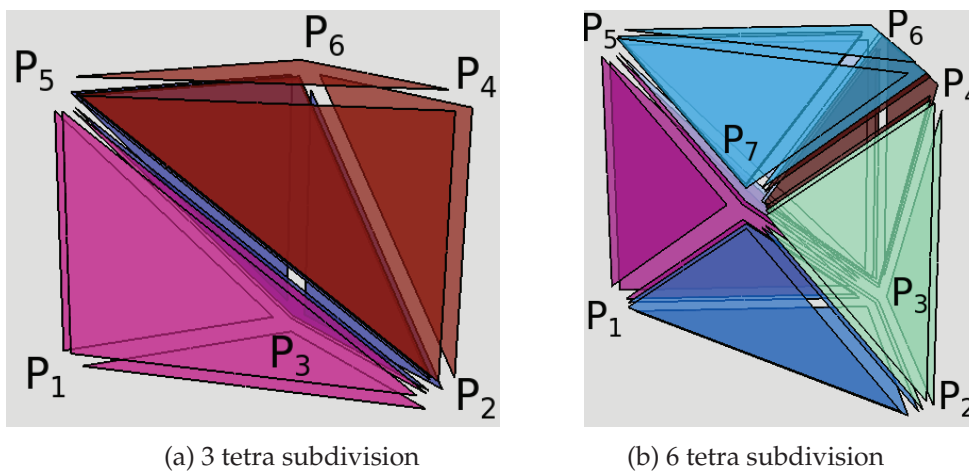 P6
P5
P4
P3
P1
P2
P5
P6
P4
P7
P3
P1
P2
(a) 3 tetra subdivision
(b) 6 tetra subdivision